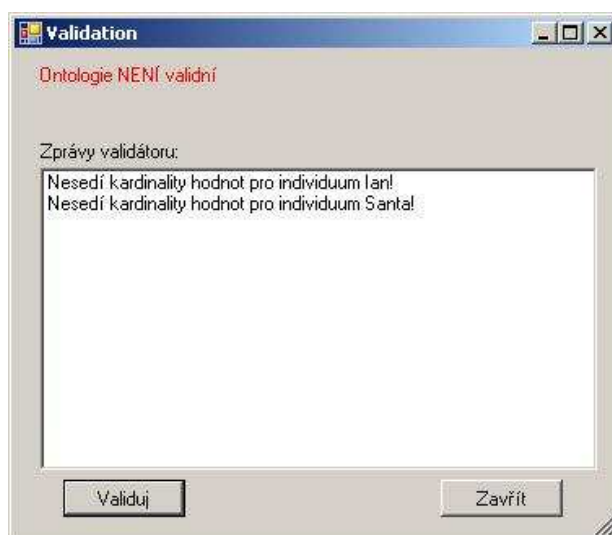 Validation
Ontologie NENÍ validní
Zprávy validátoru:
Nesedí kardinality hodnot pro individuum Ian!
Nesedí kardinality hodnot pro individuum Santa!
Validuj
Zavřít